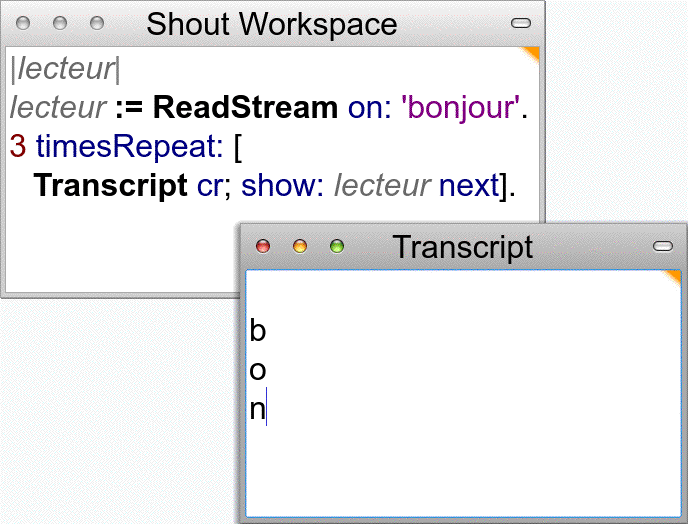 Shout Workspace
|lecteur|
lecteur := ReadStream on: 'bonjour'.
3 timesRepeat: [
Transcript cr; show: lecteur next].
Transcript
b
o
n